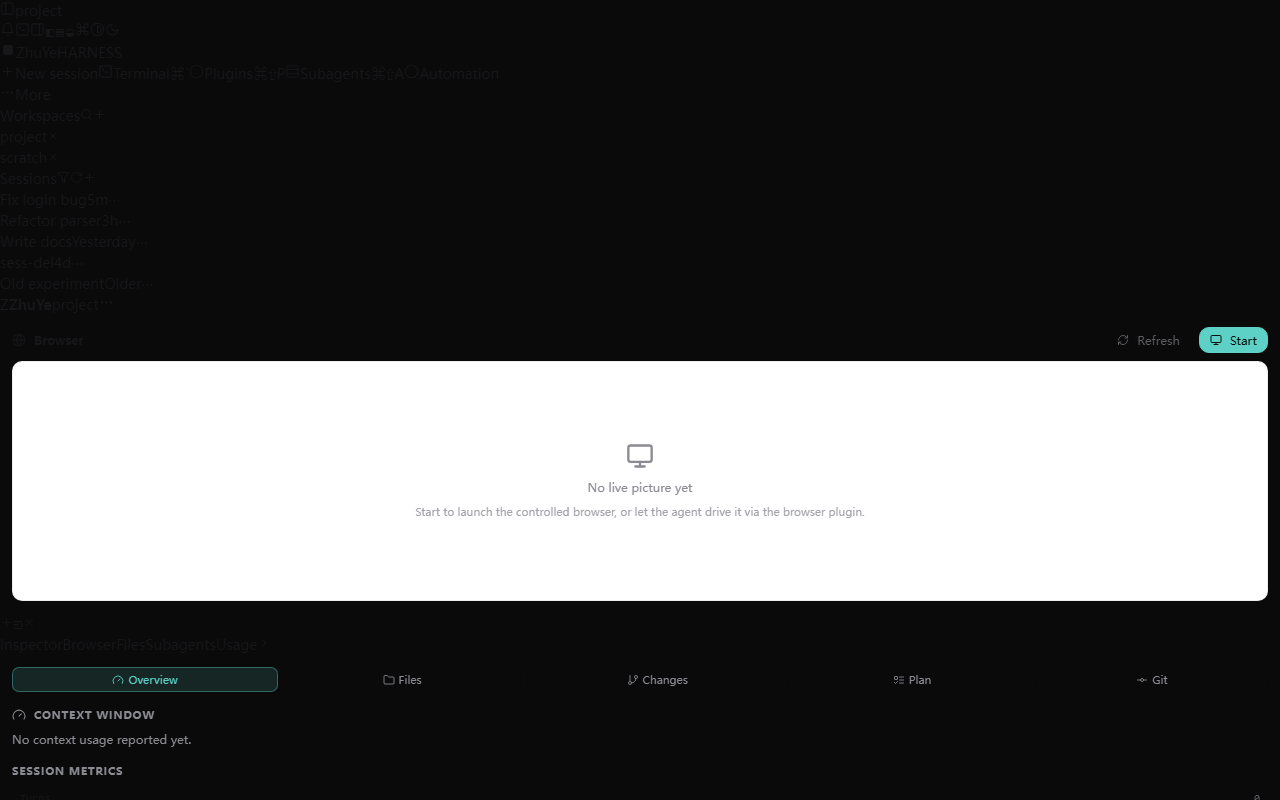 project
ZhuYeHARNESS
New session Terminal⌘ Plugins⌘⇧P Subagents⌘⇧A Automation
More
Workspaces
project
scratch
Sessions
Fix login bug5m
Refactor parser3h
Write docsYesterday
sess-del4d
Old experimentOlder
ZZhuYeproject
Browser
Refresh
Start
No live picture yet
Start to launch the controlled browser, or let the agent drive it via the browser plugin.
InspectorBrowserFilesSubagentsUsage
Overview
Files
Changes
Plan
Git
CONTEXT WINDOW
No context usage reported yet.
SESSION METRICS